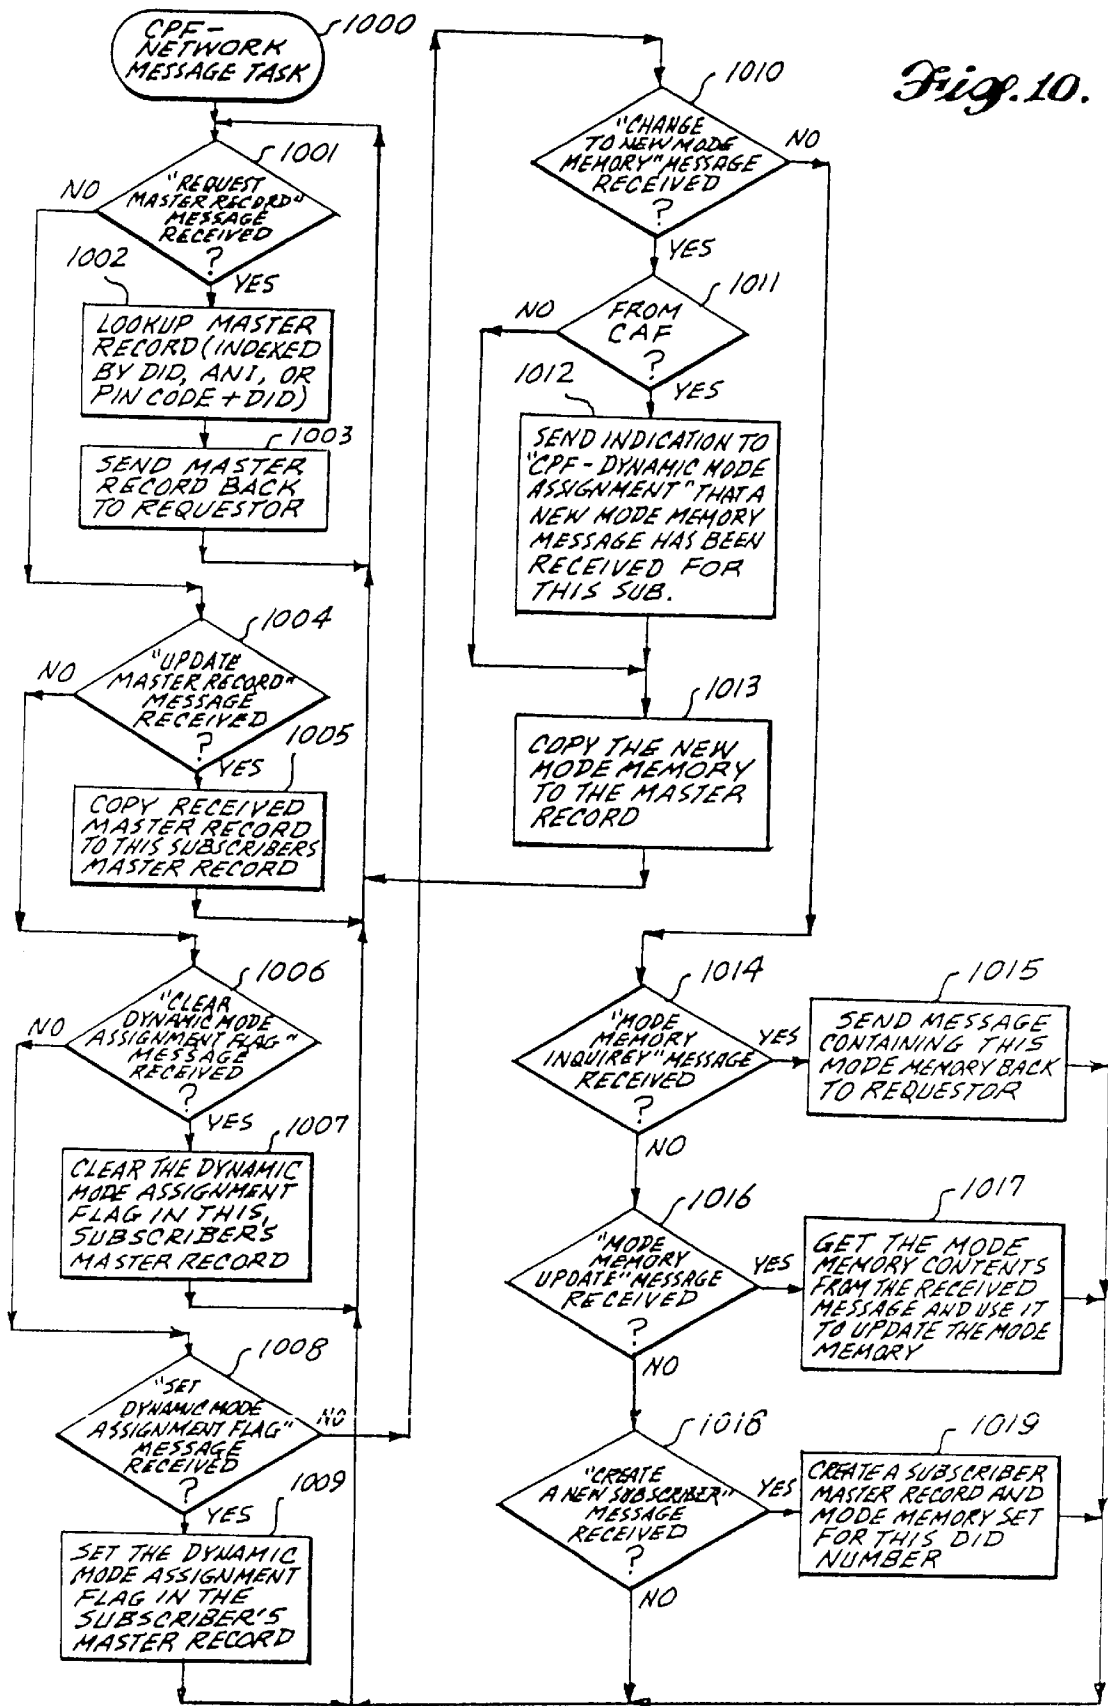 Fig. 10.
1000
CPF-
NETWORK
MESSAGE TASK
1001
"REQUEST
MASTER RECORD"
MESSAGE
RECEIVED
?
NO
YES
1002
LOOKUP MASTER
RECORD (INDEXED
BY DID, ANI, OR
PIN CODE + DID)
1003
SEND MASTER
RECORD BACK
TO REQUESTOR
1004
"UPDATE
MASTER RECORD"
MESSAGE
RECEIVED
?
NO
YES
1005
COPY RECEIVED
MASTER RECORD
TO THIS SUBSCRIBERS
MASTER RECORD
1006
"CLEAR
DYNAMIC MODE
ASSIGNMENT FLAG"
MESSAGE
RECEIVED
?
NO
YES
1007
CLEAR THE DYNAMIC
MODE ASSIGNMENT
FLAG IN THIS,
SUBSCRIBER'S
MASTER RECORD
1008
"SET
DYNAMIC MODE
ASSIGNMENT FLAG"
MESSAGE
RECEIVED
?
NO
YES
1009
SET THE DYNAMIC
MODE ASSIGNMENT
FLAG IN THE
SUBSCRIBER'S
MASTER RECORD
1010
"CHANGE
TO NEW MODE
MEMORY" MESSAGE
RECEIVED
?
NO
YES
1011
FROM
CAF
?
NO
YES
1012
SEND INDICATION TO
"CPF-DYNAMIC MODE
ASSIGNMENT" THAT A
NEW MODE MEMORY
MESSAGE HAS BEEN
RECEIVED FOR
THIS SUB.
1013
COPY THE NEW
MODE MEMORY
TO THE MASTER
RECORD
1014
"MODE
MEMORY
INQUIREY" MESSAGE
RECEIVED
?
YES
NO
1015
SEND MESSAGE
CONTAINING THIS
MODE MEMORY BACK
TO REQUESTOR
1016
"MODE
MEMORY
UPDATE" MESSAGE
RECEIVED
?
YES
NO
1017
GET THE MODE
MEMORY CONTENTS
FROM THE RECEIVED
MESSAGE AND USE IT
TO UPDATE THE MODE
MEMORY
1018
"CREATE
A NEW SUBSCRIBER"
MESSAGE
RECEIVED
?
YES
NO
1019
CREATE A SUBSCRIBER
MASTER RECORD AND
MODE MEMORY SET
FOR THIS DID
NUMBER